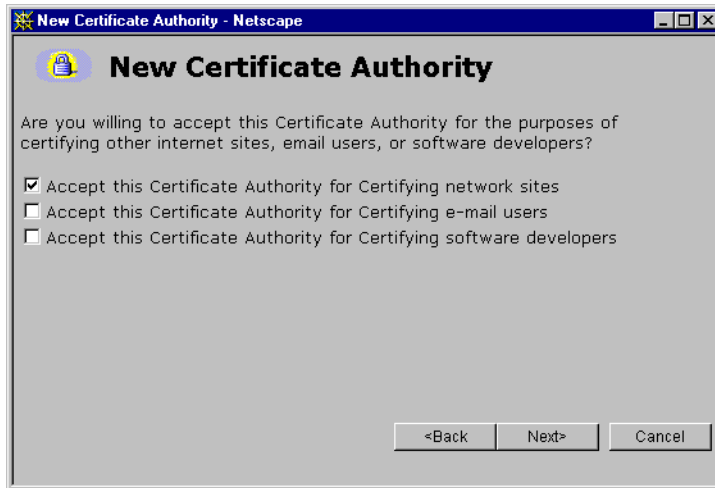 New Certificate Authority - Netscape
New Certificate Authority
Are you willing to accept this Certificate Authority for the purposes of
certifying other internet sites, email users, or software developers?
Accept this Certificate Authority for Certifying network sites
Accept this Certificate Authority for Certifying e-mail users
Accept this Certificate Authority for Certifying software developers
<Back Next> Cancel